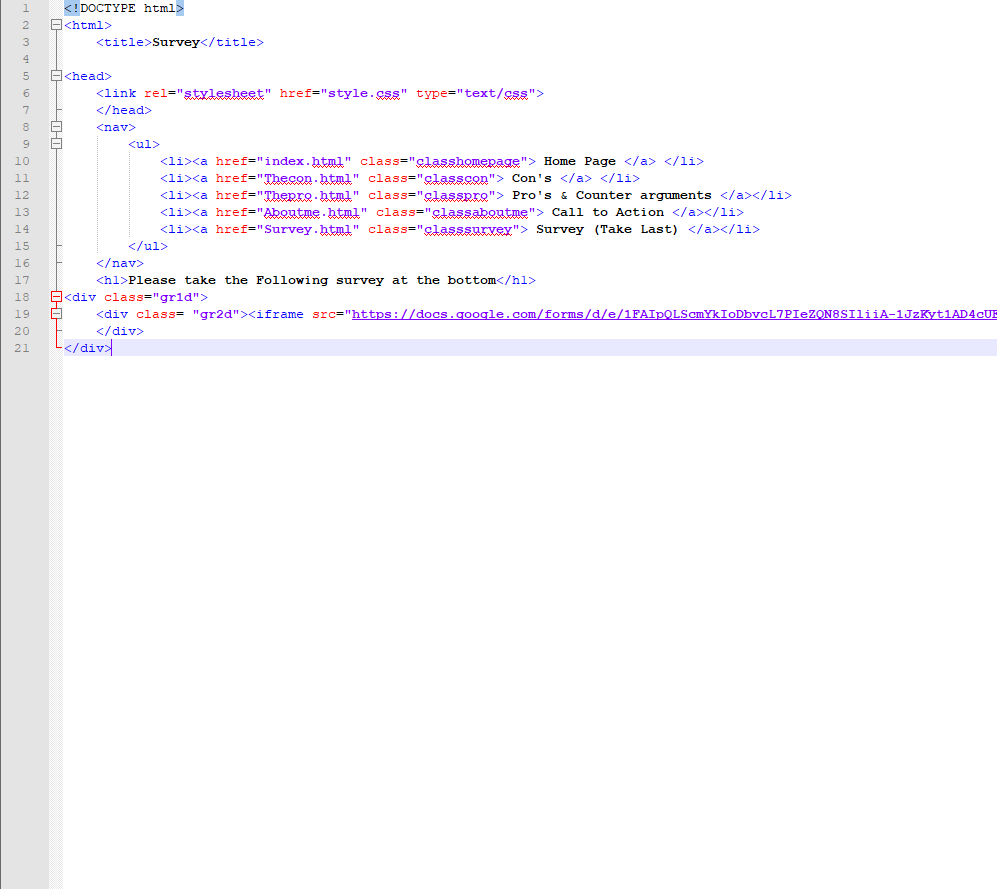 1 <!DOCTYPE html>
2 <html>
3 <title>Survey</title>
4
5 <head>
6 <link rel="stylesheet" href="style.css" type="text/css">
7 </head>
8 <nav>
9 <ul>
10 <li><a href="index.html" class="classhomepage"> Home Page </a> </li>
11 <li><a href="Thecon.html" class="classcon"> Con's </a> </li>
12 <li><a href="Thepro.html" class="classpro"> Pro's & Counter arguments </a></li>
13 <li><a href="Aboutme.html" class="classaboutme"> Call to Action </a></li>
14 <li><a href="Survey.html" class="classsurvey"> Survey (Take Last) </a></li>
15 </ul>
16 </nav>
17 <h1>Please take the Following survey at the bottom</h1>
18 <div class="gr1d">
19 <div class= "gr2d"><iframe src="https://docs.google.com/forms/d/e/1FAIpQLScmYkIoDbvcL7PIeZQN8SIliiA-1JzKyt1AD4cUE
20 </div>
21 </div>